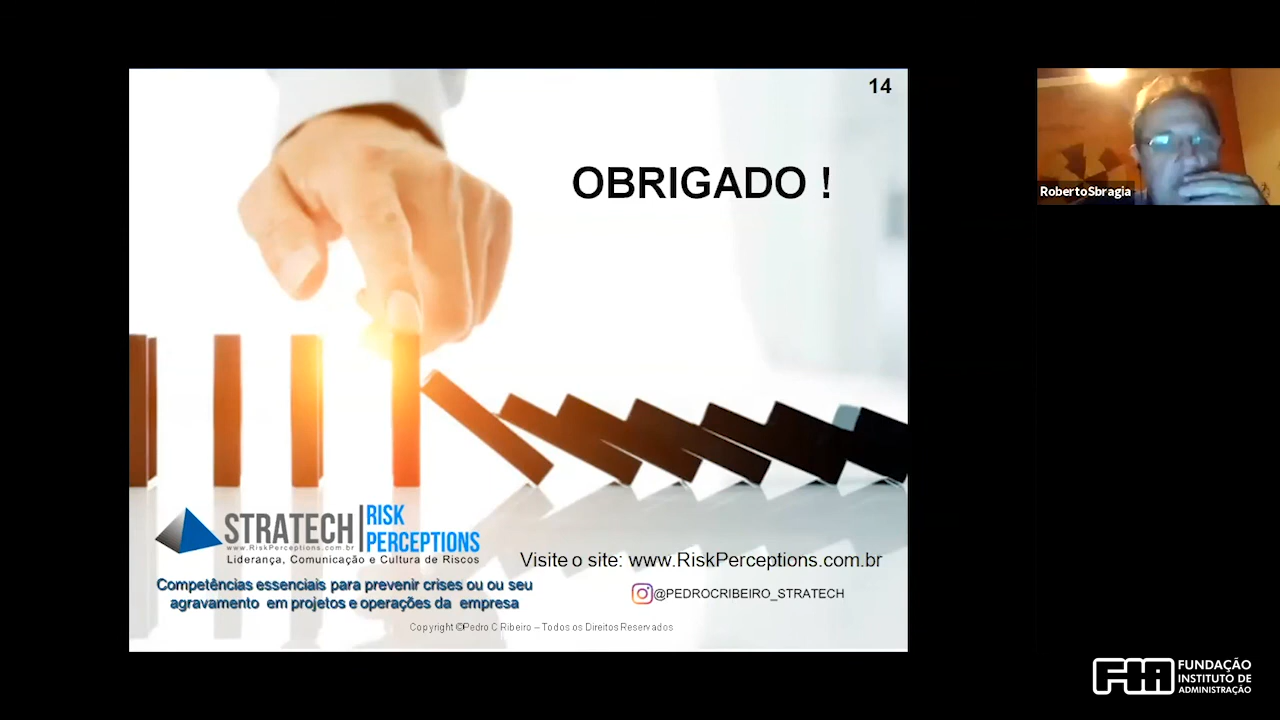 14
OBRIGADO !
RobertoSbragia
STRATECH
RISK
PERCEPTIONS
www.RiskPerceptions.com.br
Liderança, Comunicação e Cultura de Riscos
Competências essenciais para prevenir crises ou ou seu
agravamento em projetos e operações da empresa
Visite o site: www.RiskPerceptions.com.br
@PEDROCRIBEIRO_STRATECH
Copyright ©Pedro C Ribeiro – Todos os Direitos Reservados
FIA
FUNDAÇÃO
INSTITUTO DE
ADMINISTRAÇÃO